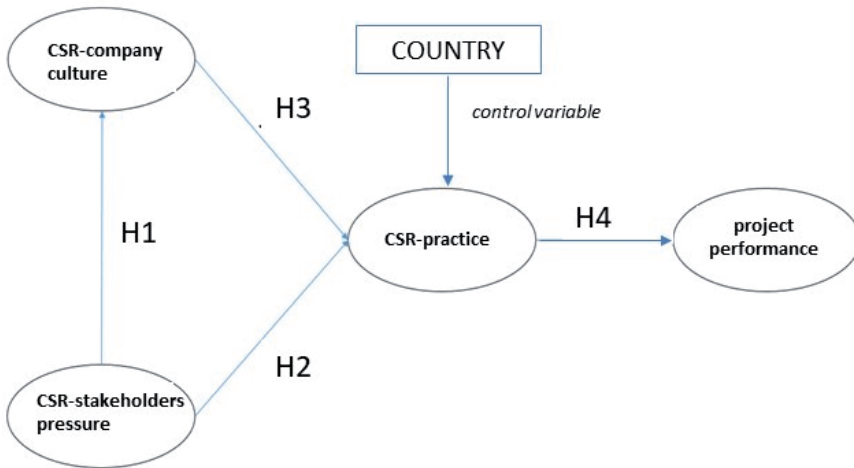 CSR-company
culture
COUNTRY
H3
control variable
H1
CSR-practice
H4
project
performance
H2
CSR-stakeholders
pressure